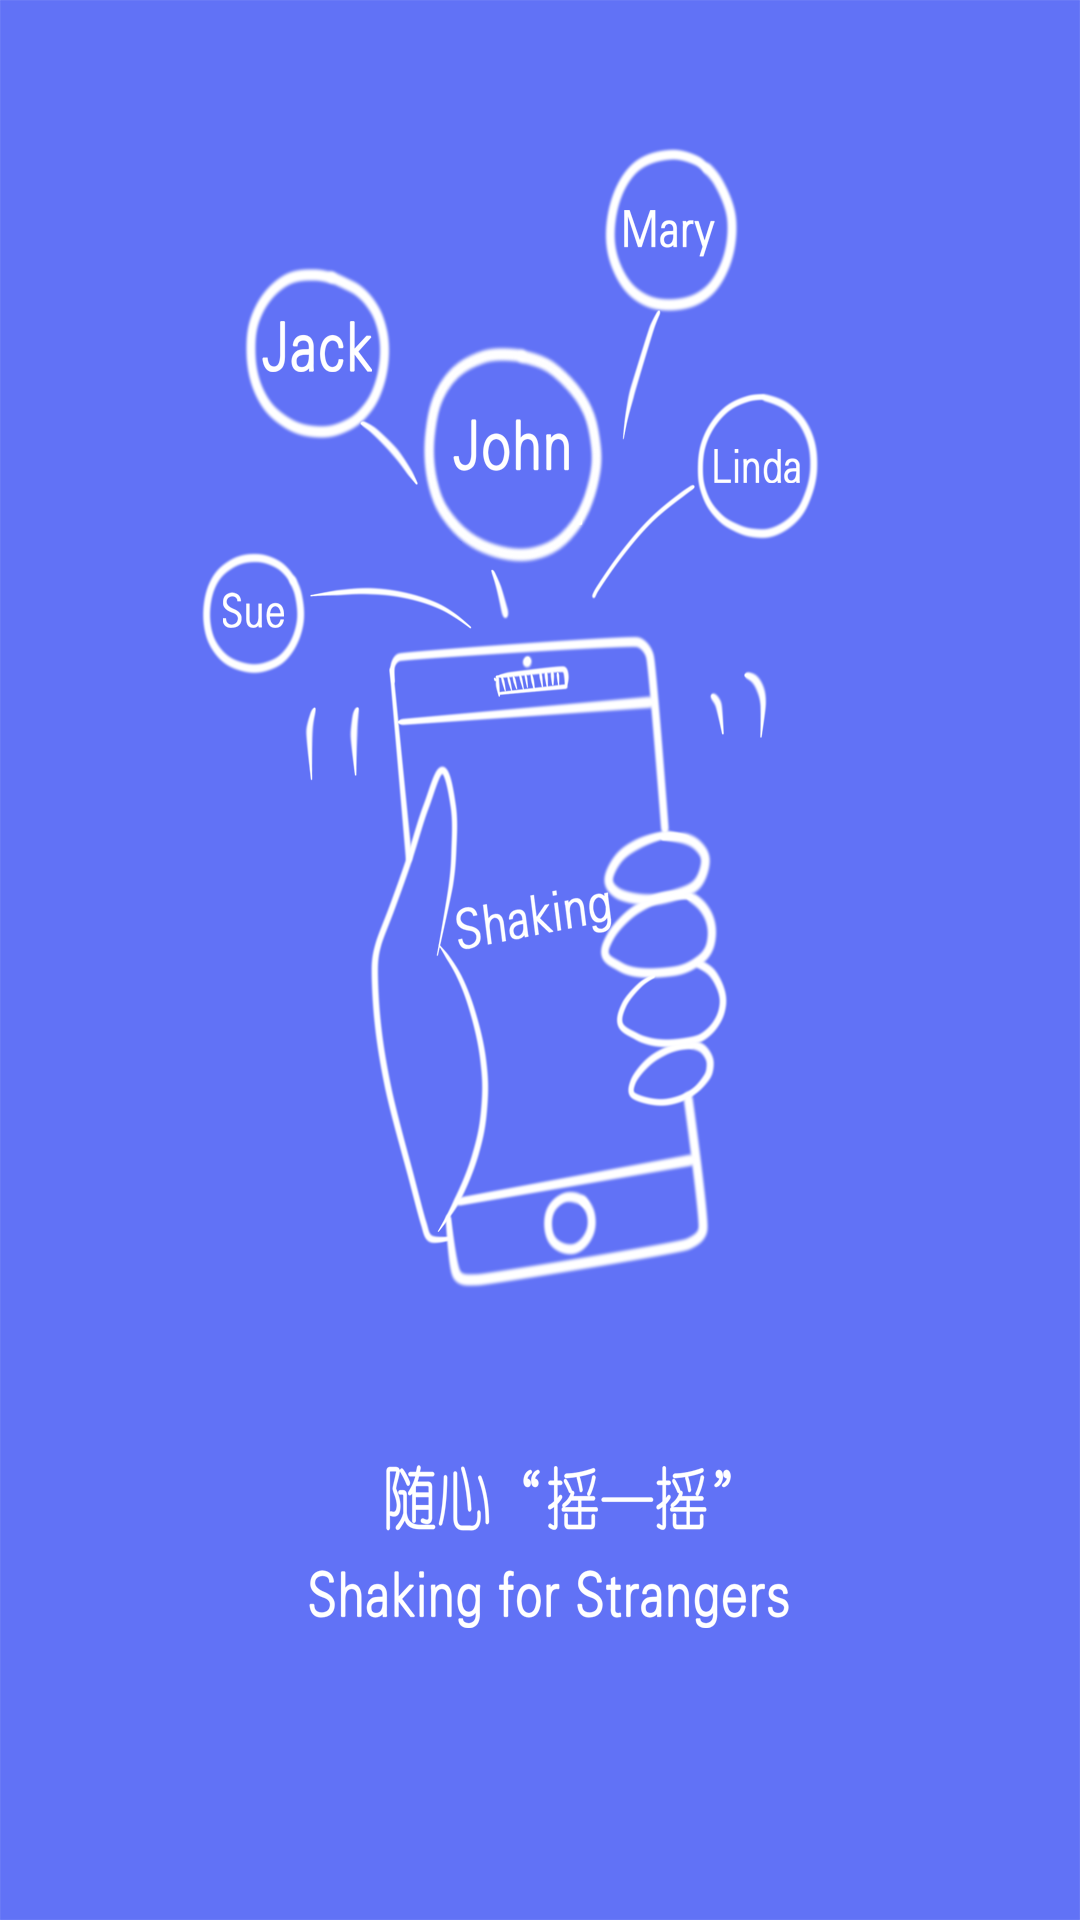 Mary
Jack
John
Linda
Sue
Shaking
随心“摇一摇”
Shaking for Strangers